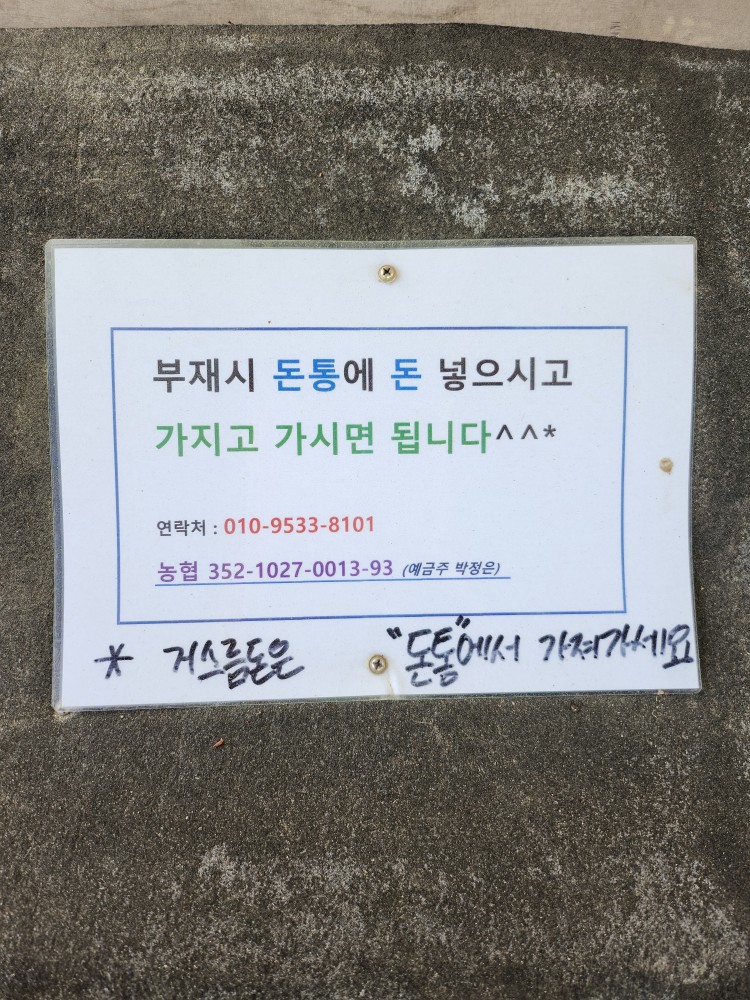 부재시 돈통에 돈 넣으시고
가지고 가시면 됩니다^^*
연락처 : 010-9533-8101
농협 352-1027-0013-93 (예금주 박정은)
* 거스름돈은 "돈통"에서 가져가세요